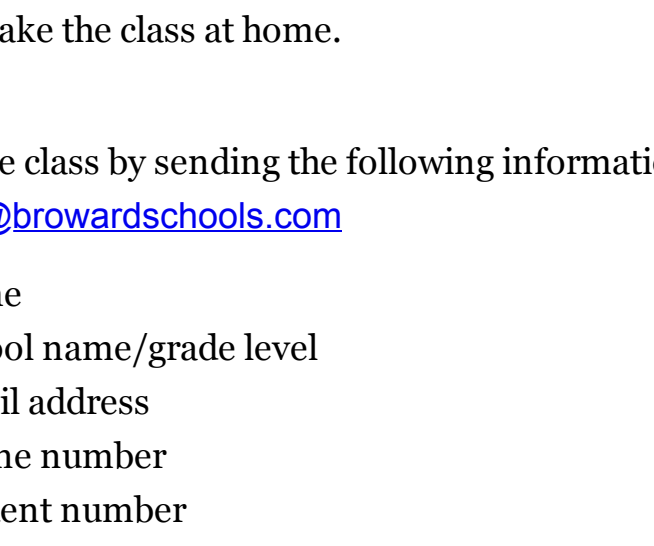 ake the class at home.
e class by sending the following informati
@browardschools.com
ne
ool name/grade level
il address
ne number
ent number